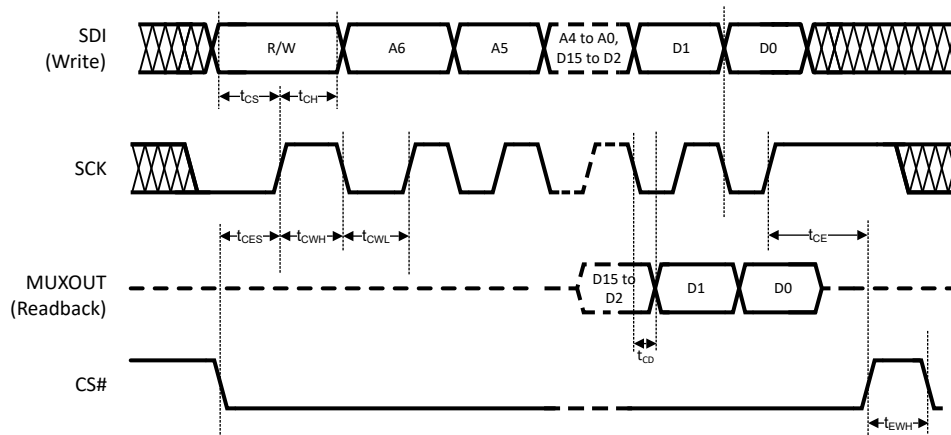 SDI
(Write)
R/W
A6
A5
A4 to A0,
D15 to D2
D1
D0
tCS
tCH
SCK
tCES
tCWH
tCWL
tCE
MUXOUT
(Readback)
D15 to
D2
D1
D0
tCD
CS#
tEWH